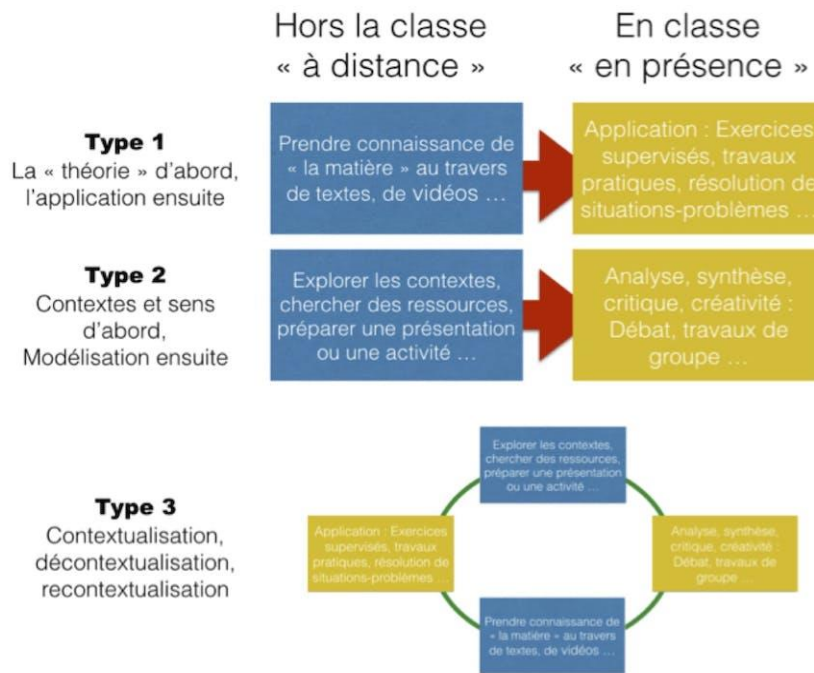 Hors la classe
« à distance »
En classe
« en présence »
Type 1
La « théorie » d'abord,
l'application ensuite
Prendre connaissance de
« la matière » au travers
de textes, de vidéos ...
Application : Exercices
supervisés, travaux
pratiques, résolution de
situations-problèmes ...
Type 2
Contextes et sens
d'abord,
Modélisation ensuite
Explorer les contextes,
chercher des ressources,
préparer une présentation
ou une activité ...
Analyse, synthèse,
critique, créativité :
Débat, travaux de
groupe ...
Type 3
Contextualisation,
décontextualisation,
recontextualisation
Explorer les contextes,
chercher des ressources,
préparer une présentation
ou une activité ...
Application : Exercices
supervisés, travaux
pratiques, résolution de
situations-problèmes ...
Analyse, synthèse,
critique, créativité :
Débat, travaux de
groupe ...
Prendre connaissance de
« la matière » au travers
de textes, de vidéos ...